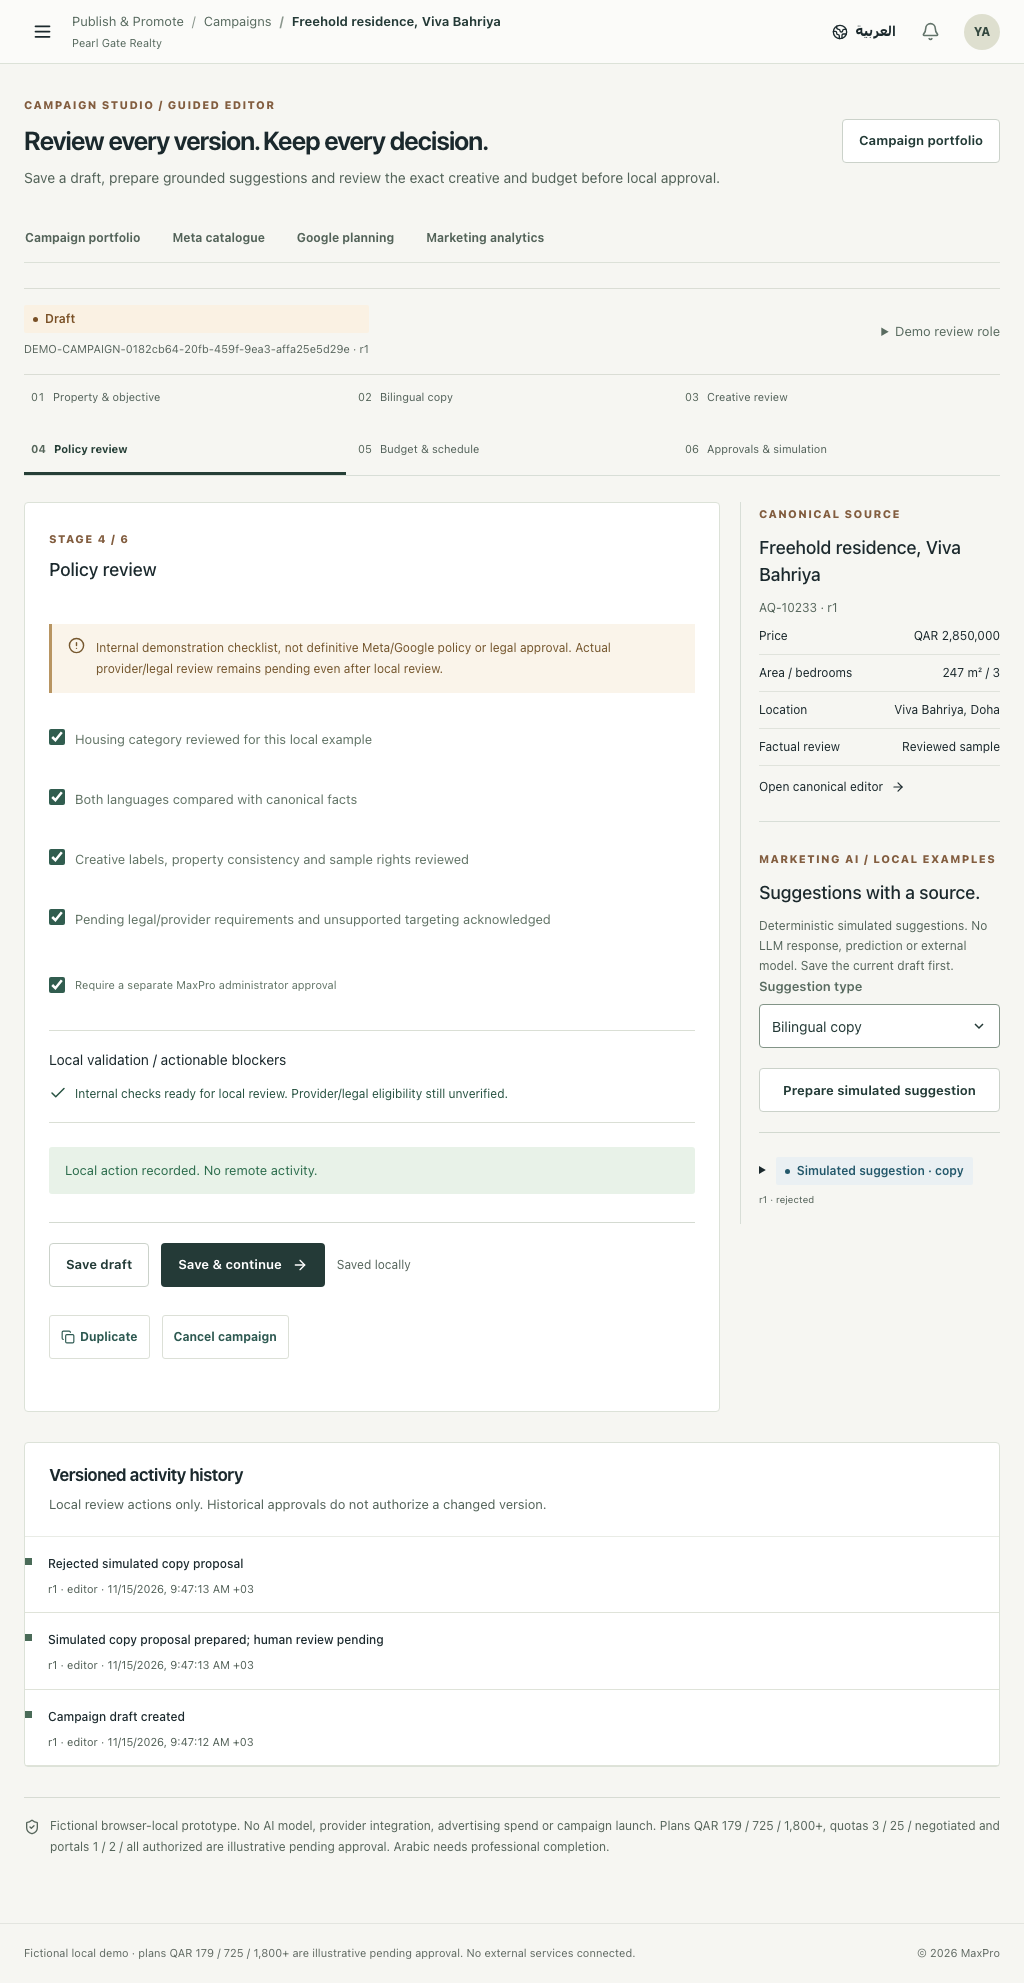 Publish & Promote / Campaigns / Freehold residence, Viva Bahriya
Pearl Gate Realty
العربية
YA
CAMPAIGN STUDIO / GUIDED EDITOR
Review every version. Keep every decision.
Save a draft, prepare grounded suggestions and review the exact creative and budget before local approval.
Campaign portfolio
Campaign portfolio
Meta catalogue
Google planning
Marketing analytics
Draft
DEMO-CAMPAIGN-0182cb64-20fb-459f-9ea3-affa25e5d29e · r1
Demo review role
01 Property & objective
02 Bilingual copy
03 Creative review
04 Policy review
05 Budget & schedule
06 Approvals & simulation
STAGE 4 / 6
Policy review
Internal demonstration checklist, not definitive Meta/Google policy or legal approval. Actual
provider/legal review remains pending even after local review.
Housing category reviewed for this local example
Both languages compared with canonical facts
Creative labels, property consistency and sample rights reviewed
Pending legal/provider requirements and unsupported targeting acknowledged
Require a separate MaxPro administrator approval
Local validation / actionable blockers
Internal checks ready for local review. Provider/legal eligibility still unverified.
Local action recorded. No remote activity.
Save draft
Save & continue
Saved locally
Duplicate
Cancel campaign
CANONICAL SOURCE
Freehold residence, Viva
Bahriya
AQ-10233 · r1
Price QAR 2,850,000
Area / bedrooms 247 m² / 3
Location Viva Bahriya, Doha
Factual review Reviewed sample
Open canonical editor
MARKETING AI / LOCAL EXAMPLES
Suggestions with a source.
Deterministic simulated suggestions. No
LLM response, prediction or external
model. Save the current draft first.
Suggestion type
Bilingual copy
Prepare simulated suggestion
Simulated suggestion · copy
r1 · rejected
Versioned activity history
Local review actions only. Historical approvals do not authorize a changed version.
Rejected simulated copy proposal
r1 · editor · 11/15/2026, 9:47:13 AM +03
Simulated copy proposal prepared; human review pending
r1 · editor · 11/15/2026, 9:47:13 AM +03
Campaign draft created
r1 · editor · 11/15/2026, 9:47:12 AM +03
Fictional browser-local prototype. No AI model, provider integration, advertising spend or campaign launch. Plans QAR 179 / 725 / 1,800+, quotas 3 / 25 / negotiated and
portals 1 / 2 / all authorized are illustrative pending approval. Arabic needs professional completion.
Fictional local demo · plans QAR 179 / 725 / 1,800+ are illustrative pending approval. No external services connected.
© 2026 MaxPro